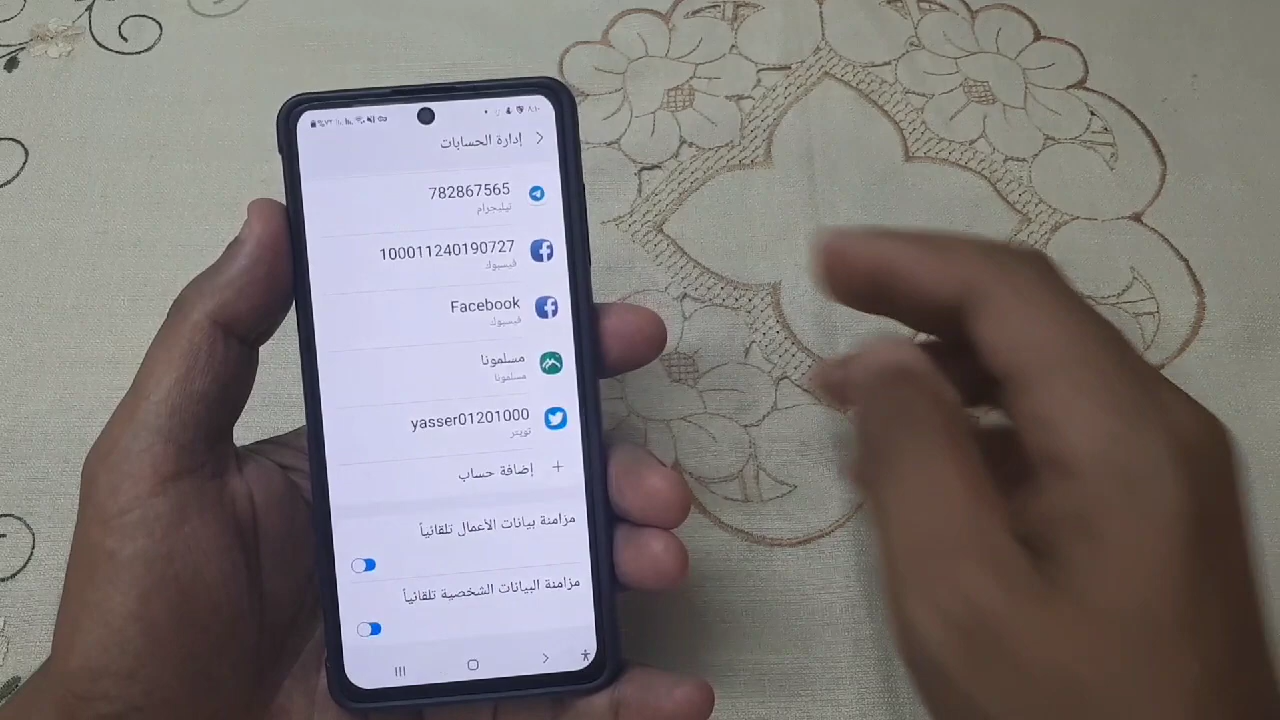 إدارة الحسابات
782867565
تيليجرام
100011240190727
فيسبوك
Facebook
فيسبوك
مسلمونا
مسلمونا
yasser01201000
تويتر
إضافة حساب
مزامنة بيانات الأعمال تلقائياً
مزامنة البيانات الشخصية تلقائياً